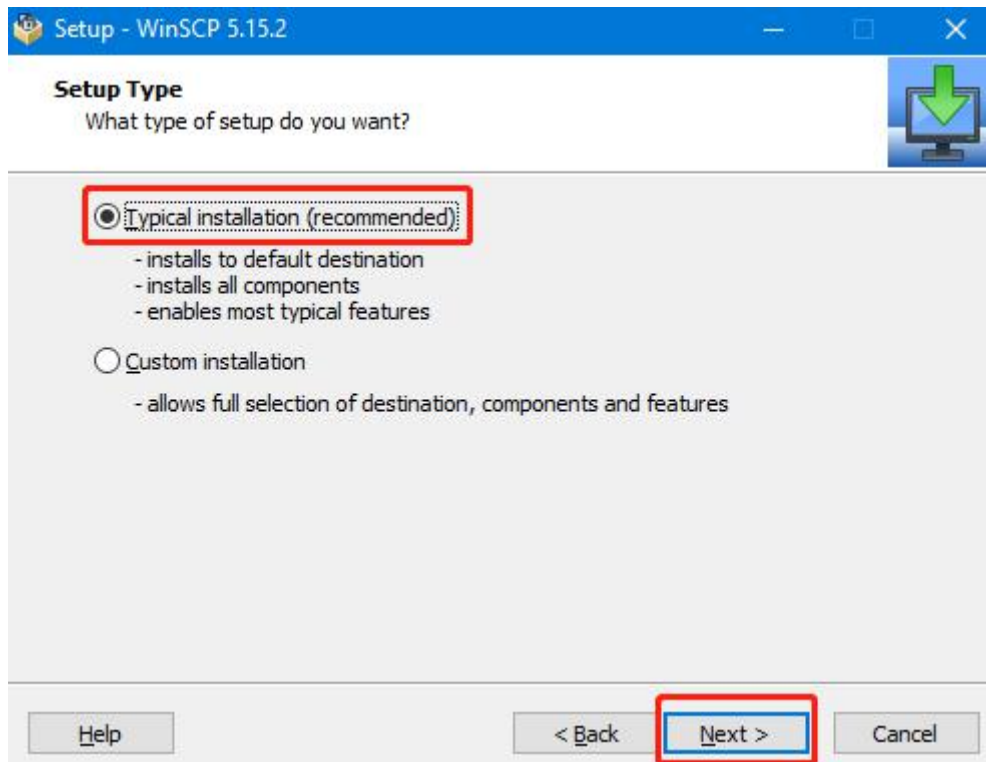 Setup - WinSCP 5.15.2
Setup Type
What type of setup do you want?
Typical installation (recommended)
- installs to default destination
- installs all components
- enables most typical features
Custom installation
- allows full selection of destination, components and features
Help
< Back
Next >
Cancel